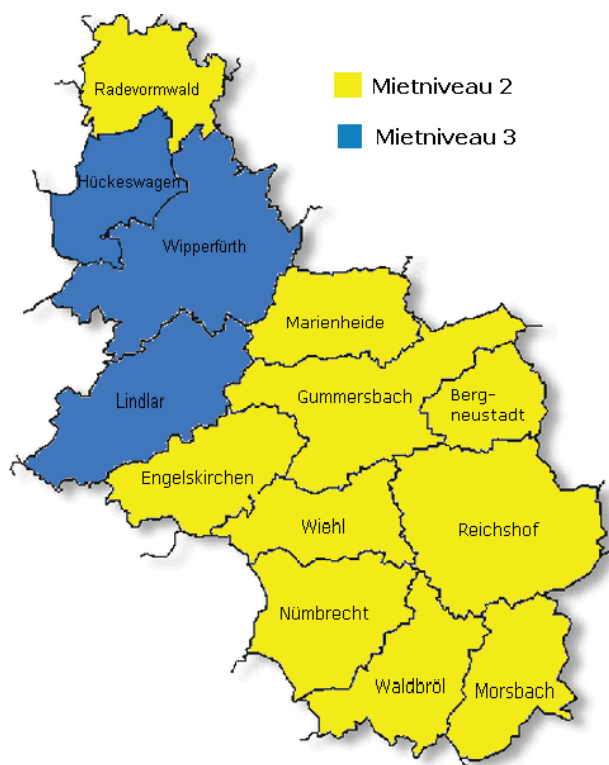 Radevormwald
Mietniveau 2
Mietniveau 3
Hückeswagen
Wipperfürth
Marienheide
Lindlar
Gummersbach
Berg-
neustadt
Engelskirchen
Wiehl
Reichshof
Nümbrecht
Waldbröl
Morsbach